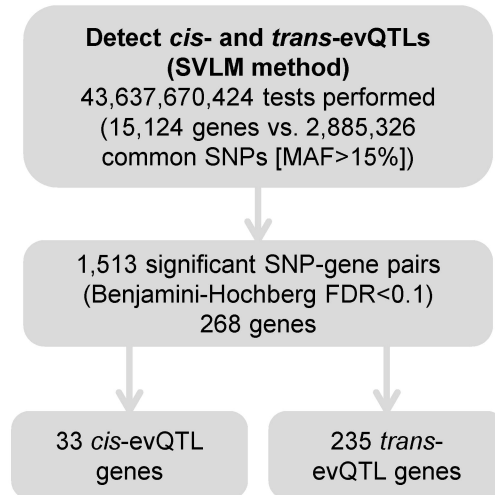 Detect cis- and trans-evQTLs
(SVLM method)
43,637,670,424 tests performed
(15,124 genes vs. 2,885,326
common SNPs [MAF>15%])
1,513 significant SNP-gene pairs
(Benjamini-Hochberg FDR<0.1)
268 genes
33 cis-evQTL
genes
235 trans-
evQTL genes